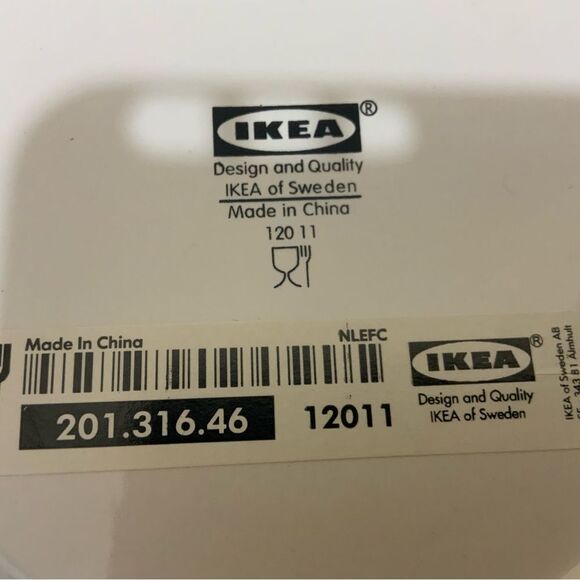 IKEA®
Design and Quality
IKEA of Sweden
Made in China
120 11
Made In China NLEFC
201.316.46 12011
IKEA®
Design and Quality
IKEA of Sweden
IKEA of Sweden AB
343 81 Älmhult